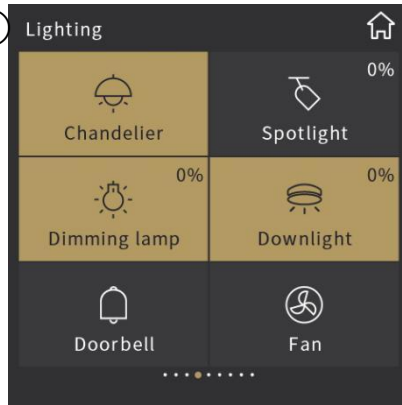 Lighting
0%
Chandelier
Spotlight
0%
0%
Dimming lamp
Downlight
Doorbell
Fan